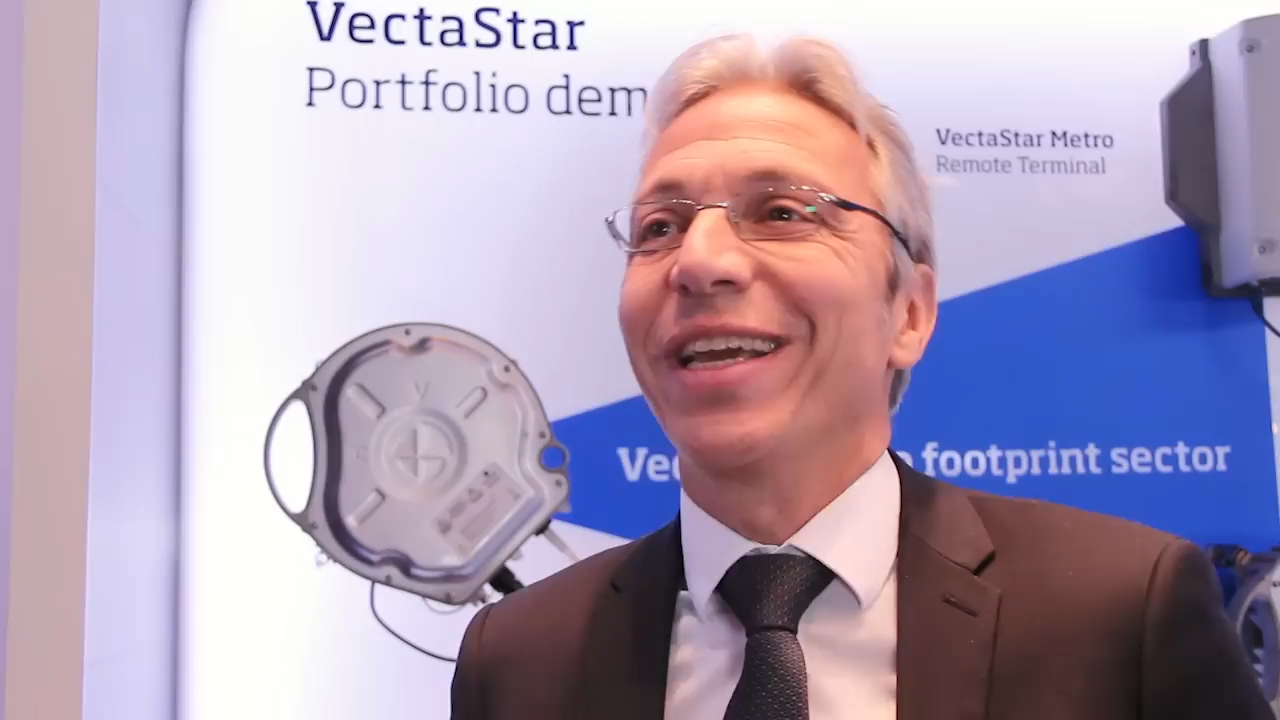 VectaStar
Portfolio dem
VectaStar Metro
Remote Terminal
Vec footprint sector